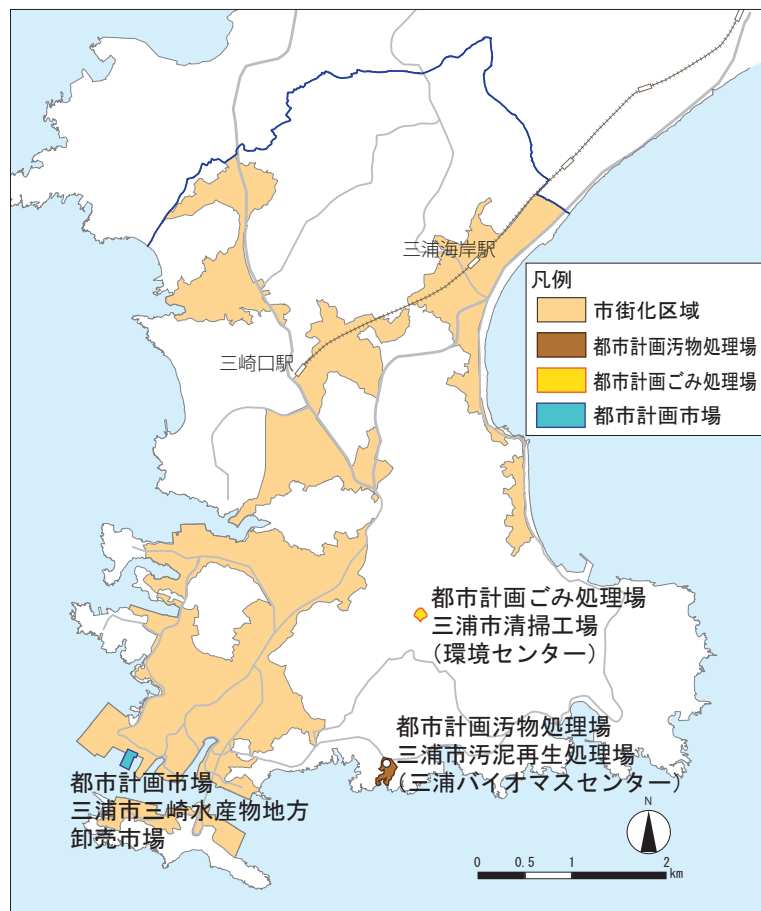 三浦海岸駅
凡例
市街化区域
都市計画汚物処理場
都市計画ごみ処理場
都市計画市場
三崎口駅
都市計画ごみ処理場
三浦市清掃工場
（環境センター）
都市計画汚物処理場
三浦市汚泥再生処理場
（三浦バイオマスセンター）
都市計画市場
三浦市三崎水産物地方
卸売市場
N
0 0.5 1 2
km